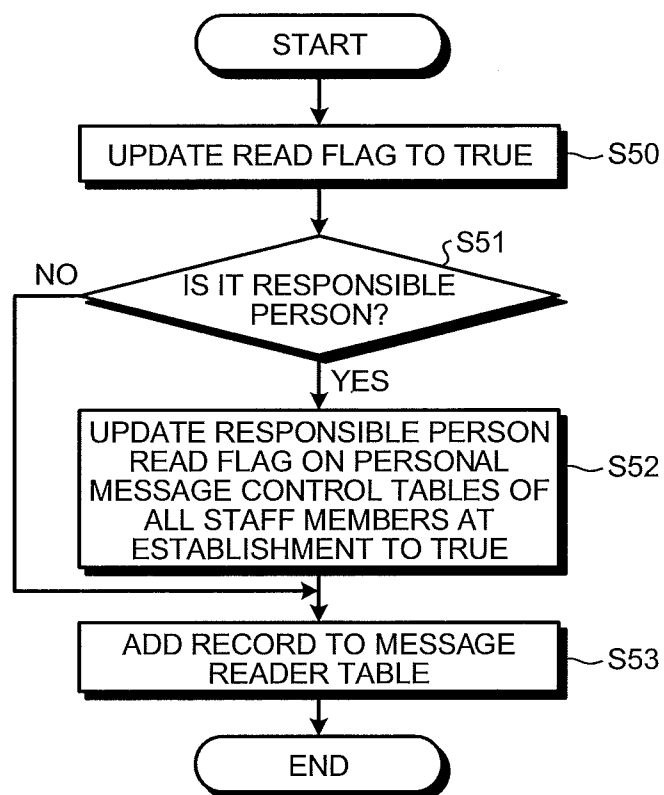 START
UPDATE READ FLAG TO TRUE
S50
S51
NO
IS IT RESPONSIBLE
PERSON?
YES
UPDATE RESPONSIBLE PERSON
READ FLAG ON PERSONAL
MESSAGE CONTROL TABLES OF
ALL STAFF MEMBERS AT
ESTABLISHMENT TO TRUE
S52
ADD RECORD TO MESSAGE
READER TABLE
S53
END